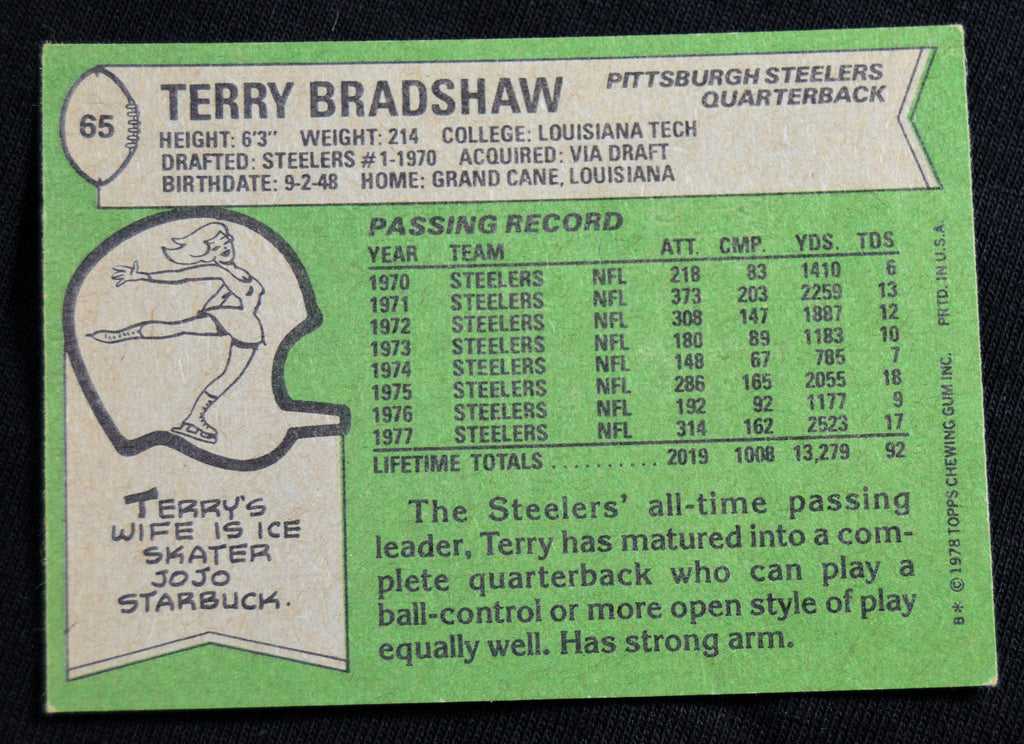 65
TERRY BRADSHAW
PITTSBURGH STEELERS
QUARTERBACK
HEIGHT: 6'3" WEIGHT: 214 COLLEGE: LOUISIANA TECH
DRAFTED: STEELERS #1-1970 ACQUIRED: VIA DRAFT
BIRTHDATE: 9-2-48 HOME: GRAND CANE, LOUISIANA
PASSING RECORD
YEAR TEAM ATT. CMP. YDS. TDS
1970 STEELERS NFL 218 83 1410 6
1971 STEELERS NFL 373 203 2259 13
1972 STEELERS NFL 308 147 1887 12
1973 STEELERS NFL 180 89 1183 10
1974 STEELERS NFL 148 67 785 7
1975 STEELERS NFL 286 165 2055 18
1976 STEELERS NFL 192 92 1177 9
1977 STEELERS NFL 314 162 2523 17
LIFETIME TOTALS .......... 2019 1008 13,279 92
TERRY'S
WIFE IS ICE
SKATER
JOJO
STARBUCK.
The Steelers' all-time passing
leader, Terry has matured into a com-
plete quarterback who can play a
ball-control or more open style of play
equally well. Has strong arm.
B* © 1978 TOPPS CHEWING GUM INC. PRTD. IN U.S.A.